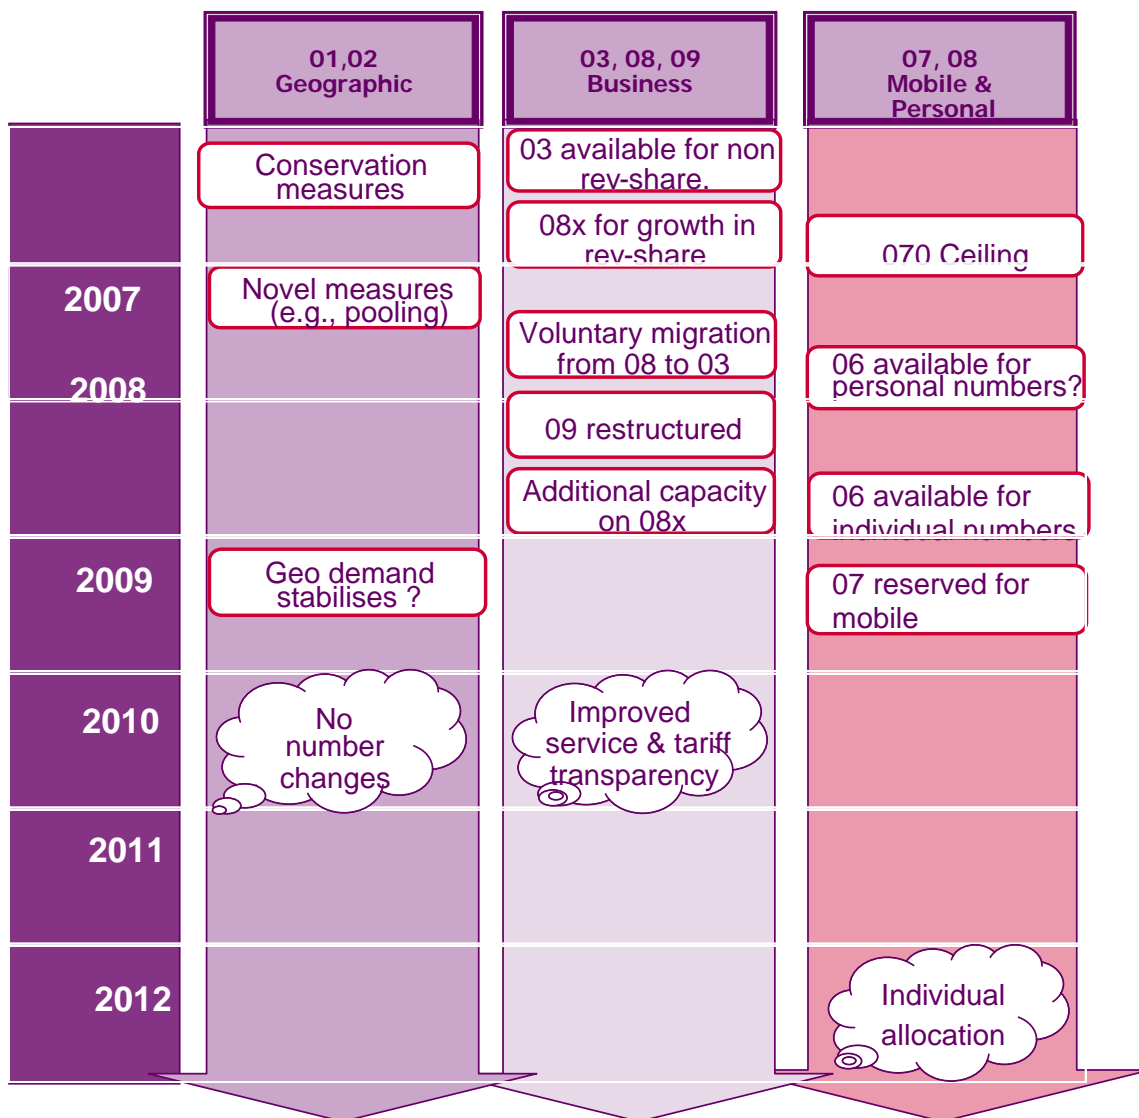 01,02
Geographic
03, 08, 09
Business
07, 08
Mobile &
Personal
Conservation
measures
03 available for non
rev-share.
08x for growth in
rev-share
070 Ceiling
2007
Novel measures
(e.g., pooling)
Voluntary migration
from 08 to 03
2008
06 available for
personal numbers?
09 restructured
Additional capacity
on 08x
06 available for
individual numbers
2009
Geo demand
stabilises ?
07 reserved for
mobile
2010
No
number
changes
Improved
service & tariff
transparency
2011
2012
Individual
allocation